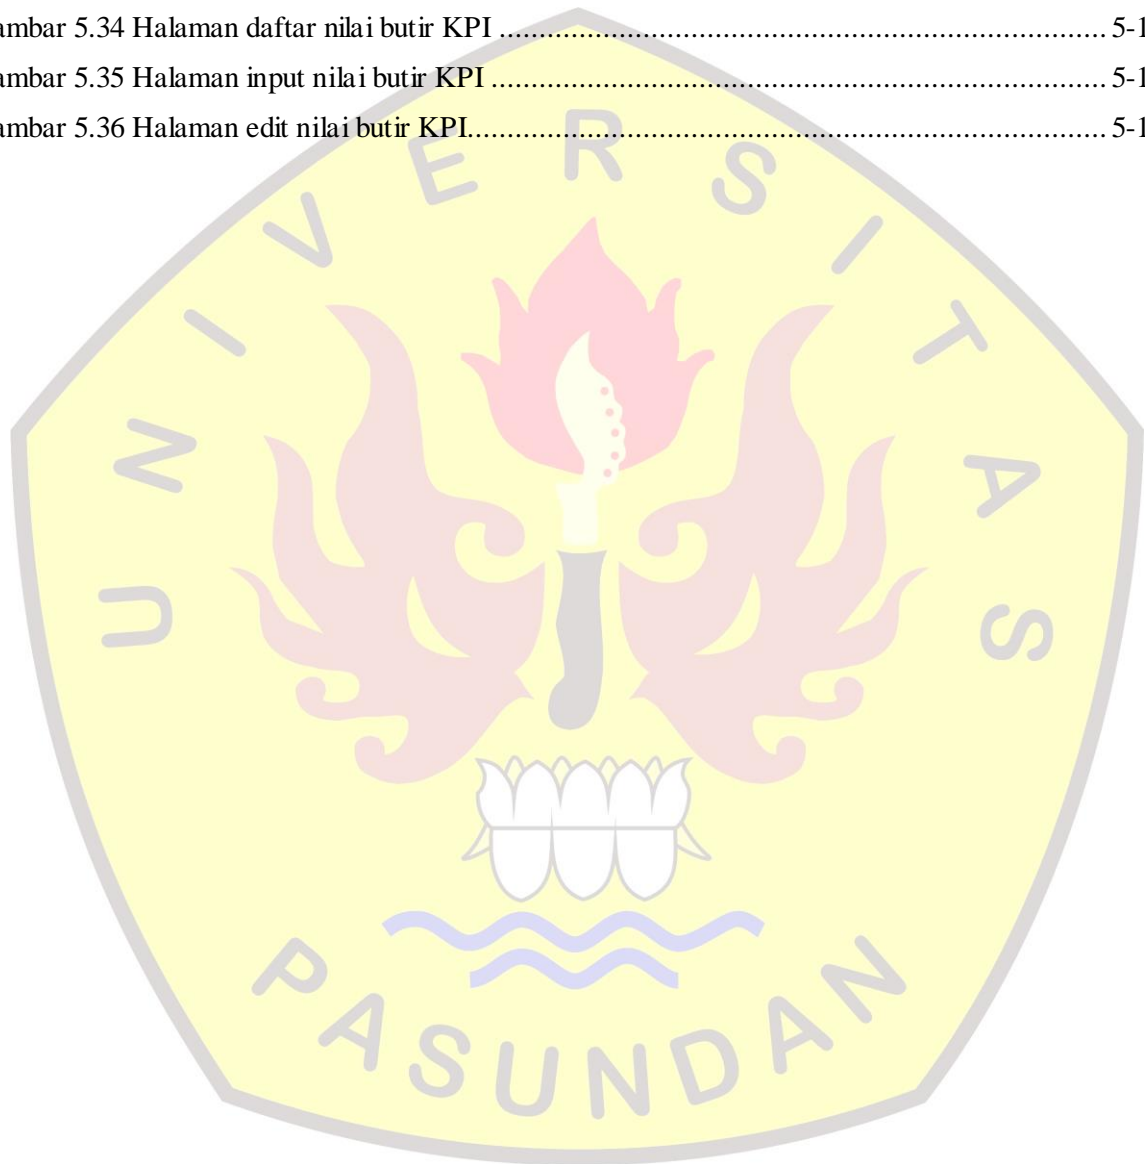 ambar 5.34 Halaman daftar nilai butir KPI ............................................................................. 5-1
ambar 5.35 Halaman input nilai butir KPI .............................................................................. 5-1
ambar 5.36 Halaman edit nilai butir KPI................................................................................. 5-1
UNIVERSITAS
PASUNDAN